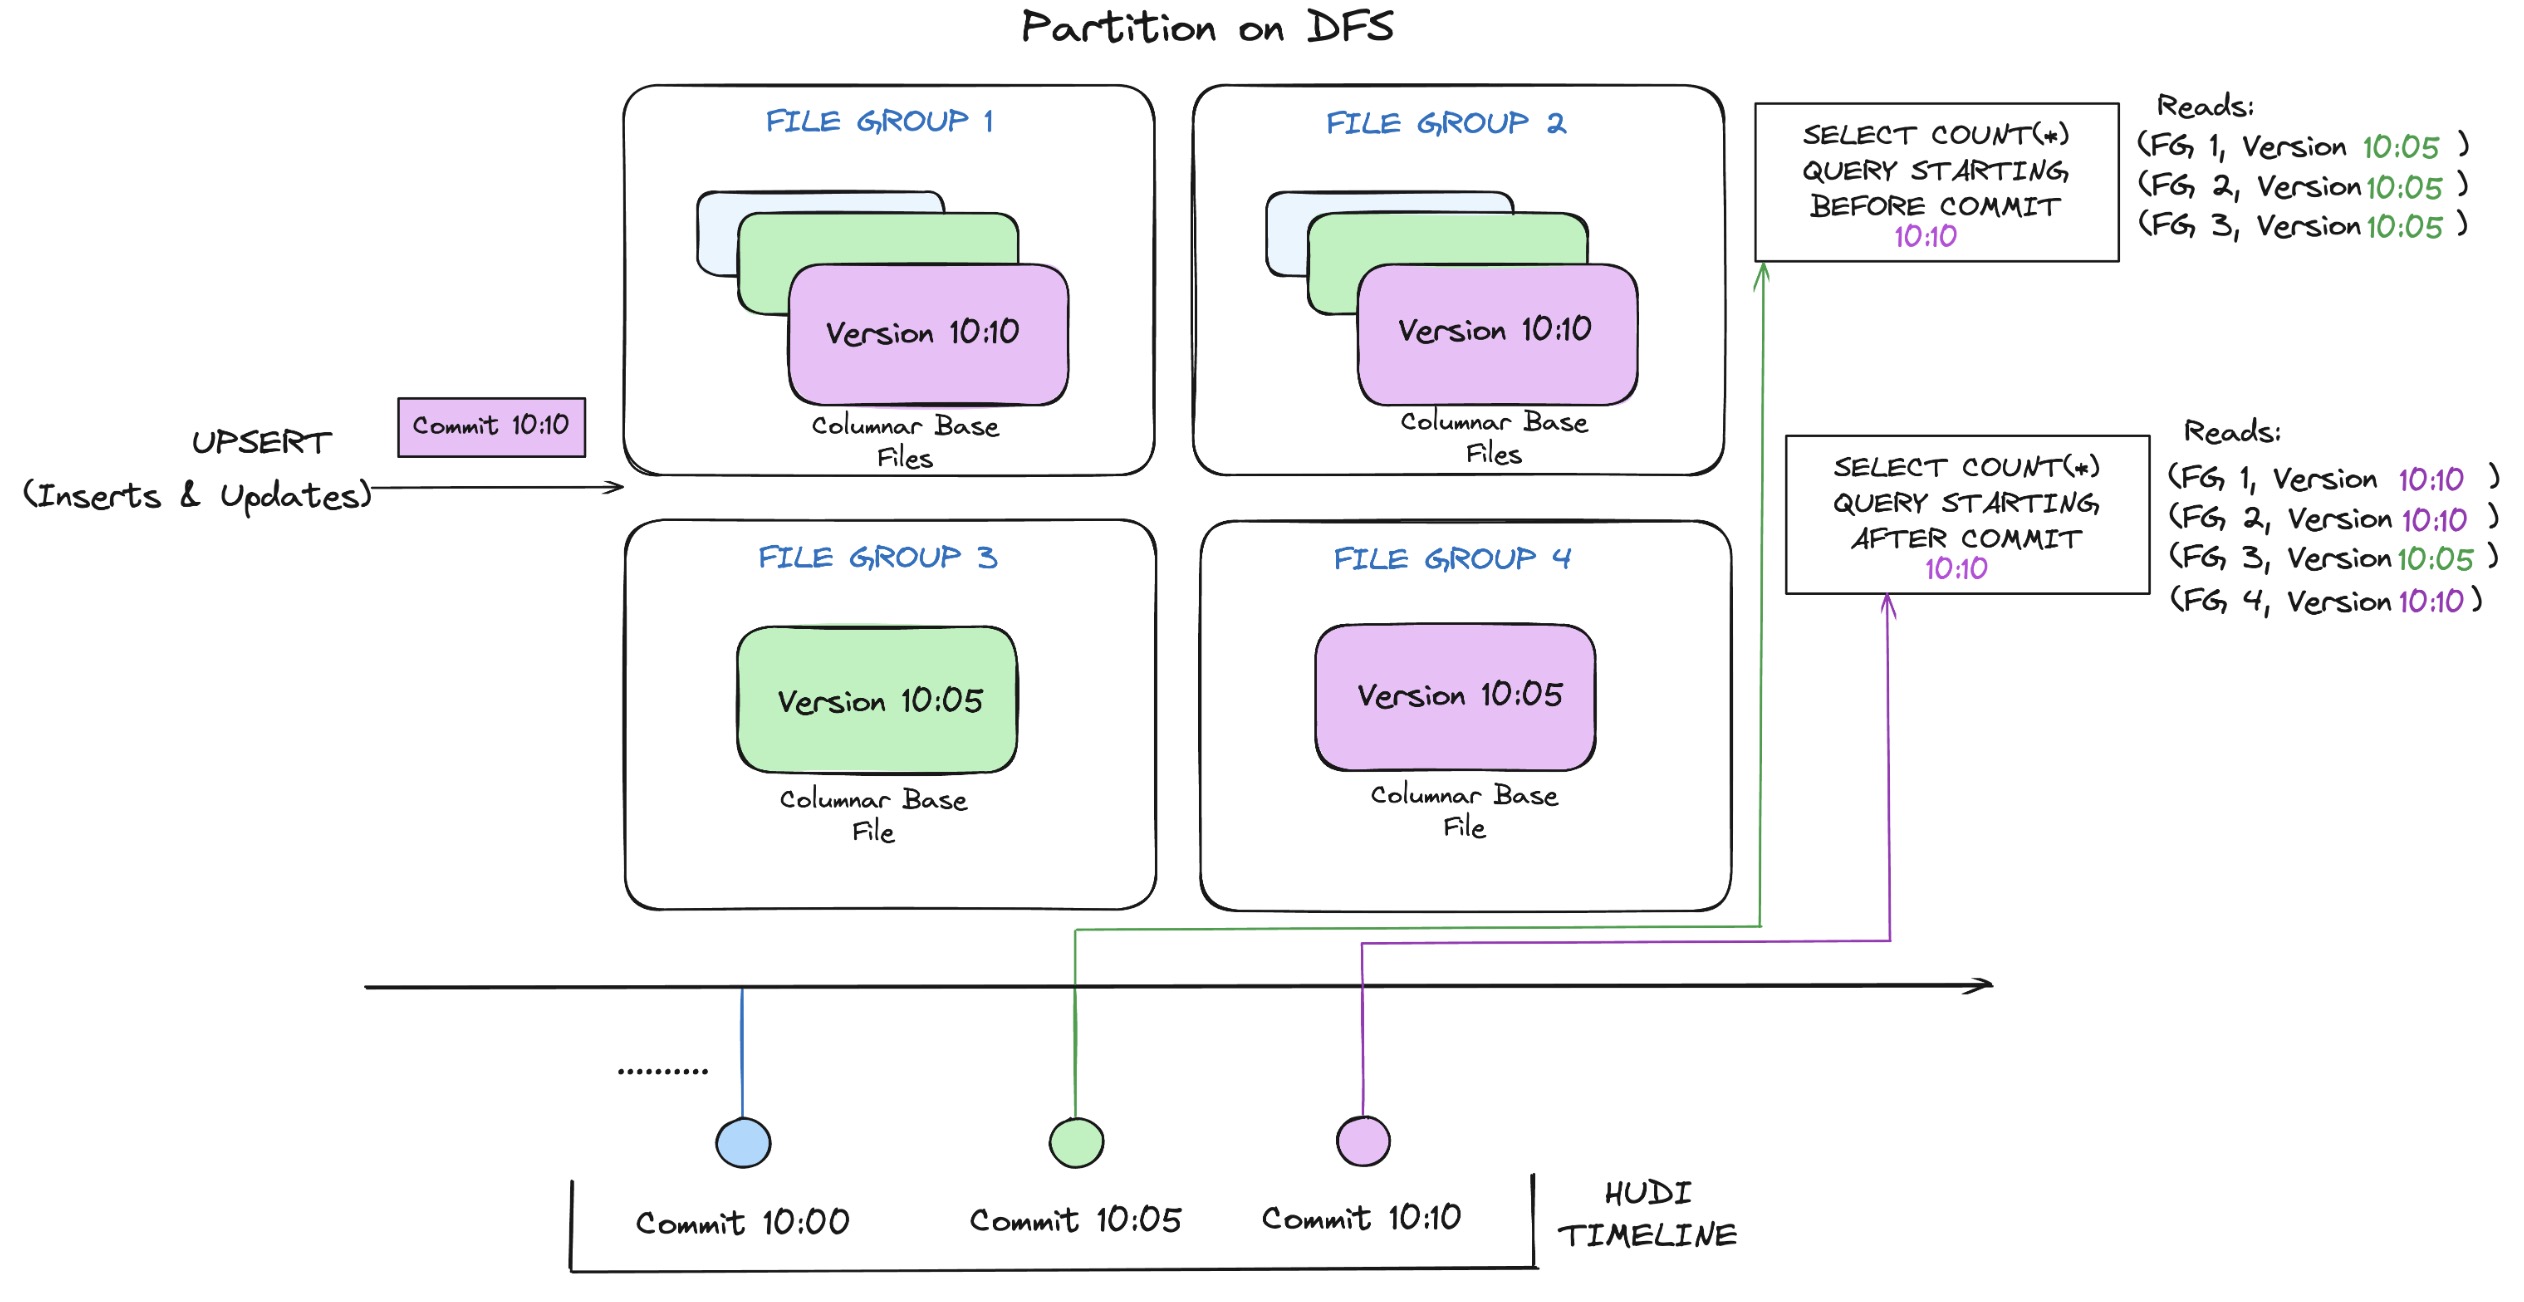 Partition on DFS
FILE GROUP 1
Version 10:10
Columnar Base
Files
FILE GROUP 2
Version 10:10
Columnar Base
Files
SELECT COUNT(*)
QUERY STARTING
BEFORE COMMIT
10:10
Reads:
(FG 1, Version 10:05 )
(FG 2, Version 10:05 )
(FG 3, Version 10:05 )
Commit 10:10
UPSERT
(Inserts & Updates)
SELECT COUNT(*)
QUERY STARTING
AFTER COMMIT
10:10
Reads:
(FG 1, Version 10:10 )
(FG 2, Version 10:10 )
(FG 3, Version 10:05 )
(FG 4, Version 10:10 )
FILE GROUP 3
Version 10:05
Columnar Base
File
FILE GROUP 4
Version 10:05
Columnar Base
File
..........
Commit 10:00
Commit 10:05
Commit 10:10
HUDI
TIMELINE